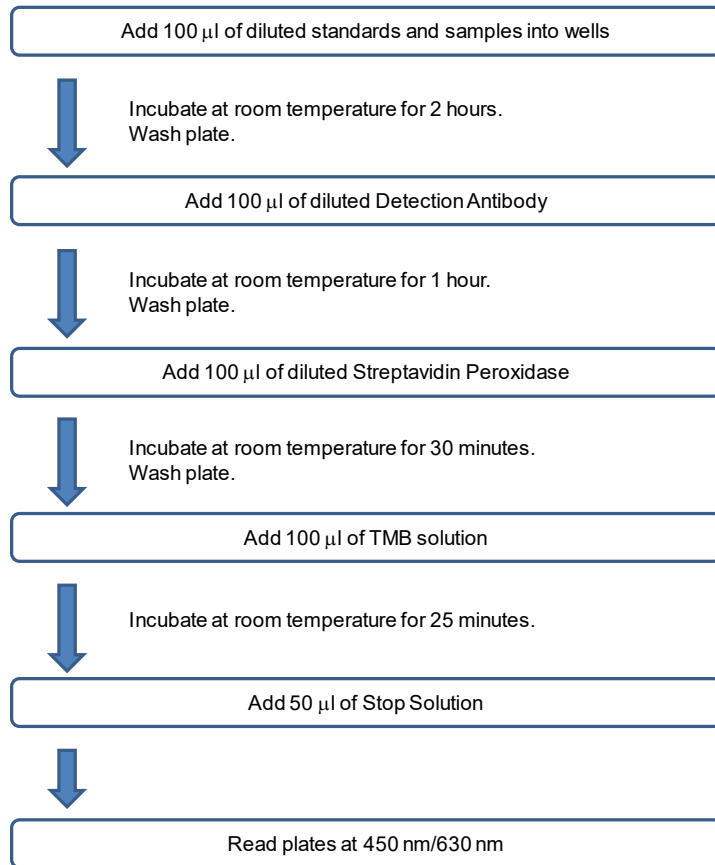 Add 100 μl of diluted standards and samples into wells
Incubate at room temperature for 2 hours.
Wash plate.
Add 100 μl of diluted Detection Antibody
Incubate at room temperature for 1 hour.
Wash plate.
Add 100 μl of diluted Streptavidin Peroxidase
Incubate at room temperature for 30 minutes.
Wash plate.
Add 100 μl of TMB solution
Incubate at room temperature for 25 minutes.
Add 50 μl of Stop Solution
Read plates at 450 nm/630 nm